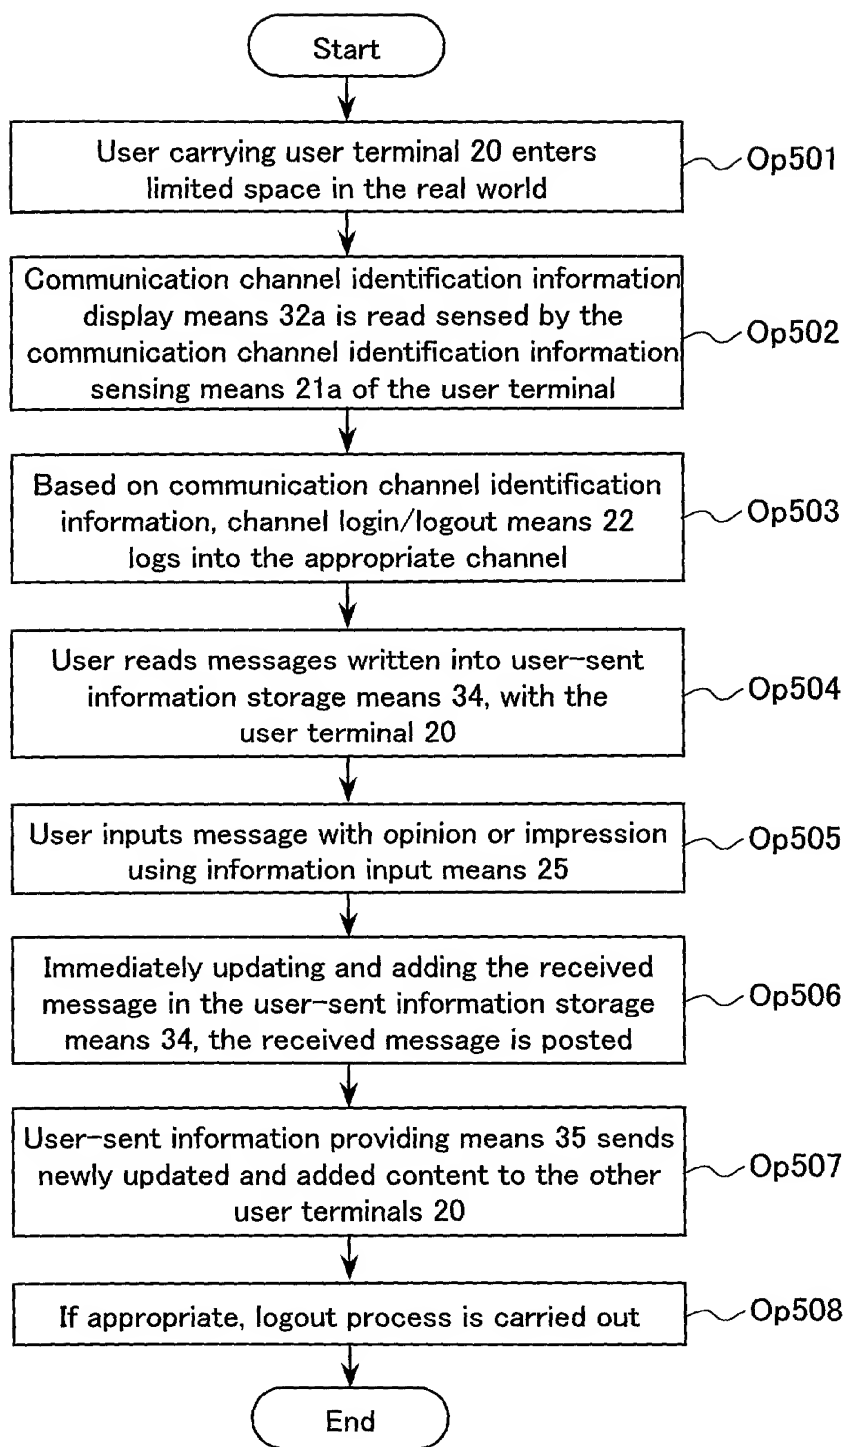 Start
User carrying user terminal 20 enters
limited space in the real world
Op501
Communication channel identification information
display means 32a is read sensed by the
communication channel identification information
sensing means 21a of the user terminal
Op502
Based on communication channel identification
information, channel login/logout means 22
logs into the appropriate channel
Op503
User reads messages written into user-sent
information storage means 34, with the
user terminal 20
Op504
User inputs message with opinion or impression
using information input means 25
Op505
Immediately updating and adding the received
message in the user-sent information storage
means 34, the received message is posted
Op506
User-sent information providing means 35 sends
newly updated and added content to the other
user terminals 20
Op507
If appropriate, logout process is carried out
Op508
End